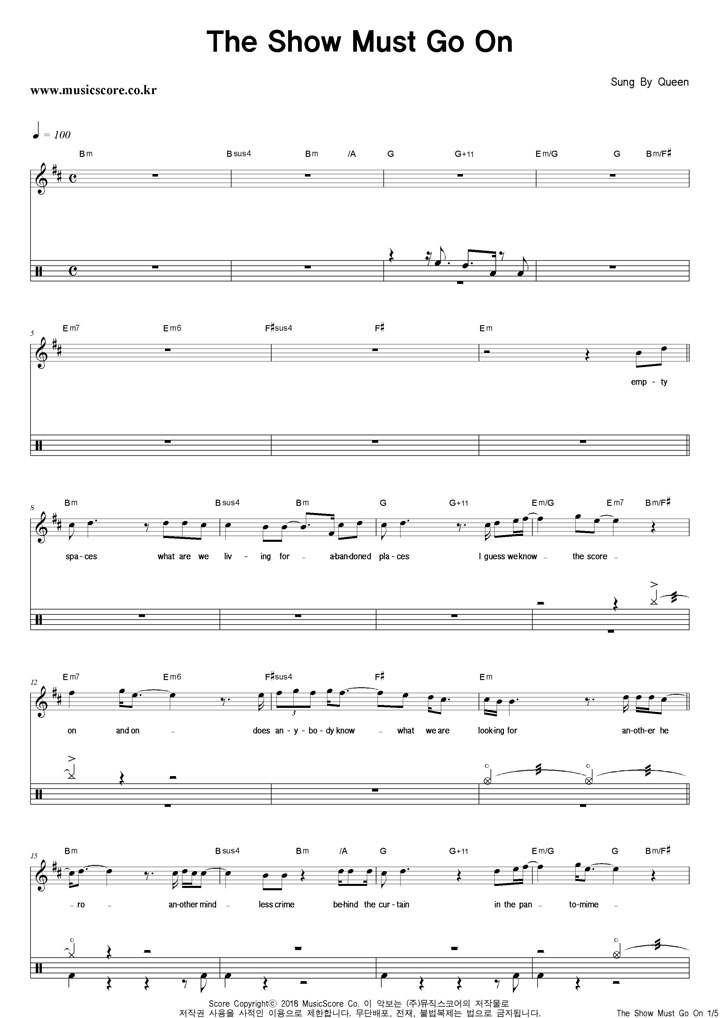 The Show Must Go On
Sung By Queen
www.musicscore.co.kr
♩ = 100
Bm Bsus4 Bm /A G G+11 Em/G G Bm/F♯
5
Em7 Em6 F♯sus4 F♯ Em
emp - ty
8
Bm Bsus4 Bm G G+11 Em/G Em7 Bm/F♯
spa - ces what are we liv - ing for a-ban-doned pla - ces I guess we know the score
12
Em7 Em6 F♯sus4 F♯ Em
3
on and on does an - y - bo-dy know what we are look-ing for an-oth-er he
15
Bm Bsus4 Bm /A G G+11 Em/G G Bm/F♯
ro an-other mind less crime be-hind the cur-tain in the pan to-mime
Score Copyrightⓒ 2018 MusicScore Co. 이 악보는 (주)뮤직스코어의 저작물로
저작권 사용을 사적인 이용으로 제한합니다. 무단배포, 전재, 불법복제는 법으로 금지됩니다.
The Show Must Go On 1/5